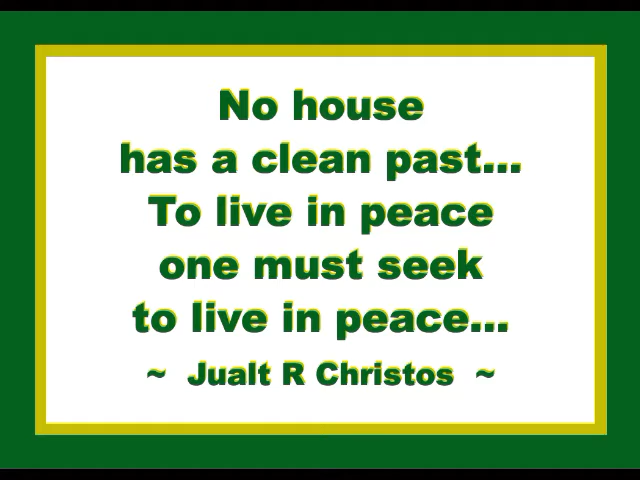 No house
has a clean past...
To live in peace
one must seek
to live in peace...
~ Jualt R Christos ~